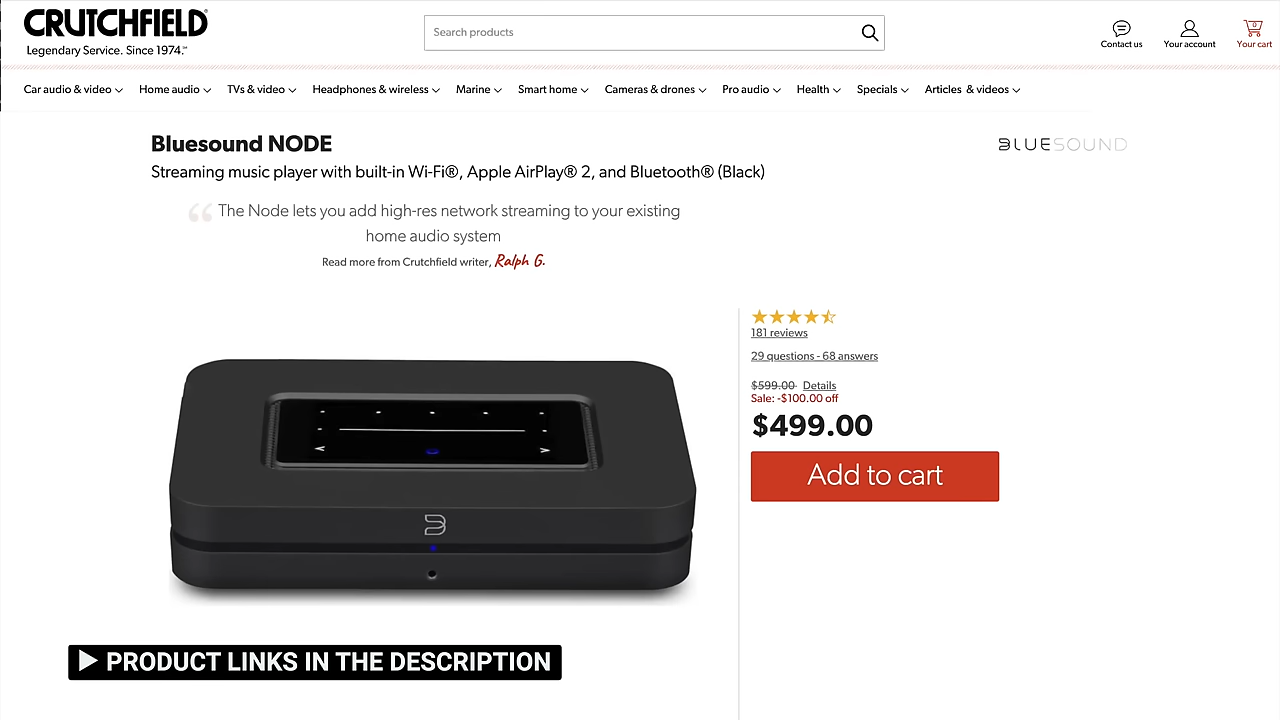 CRUTCHFIELD®
Legendary Service. Since 1974.℠
Search products
Contact us
Your account
0
Your cart
Car audio & video
Home audio
TVs & video
Headphones & wireless
Marine
Smart home
Cameras & drones
Pro audio
Health
Specials
Articles & videos
Bluesound NODE
BLUESOUND
Streaming music player with built-in Wi-Fi®, Apple AirPlay® 2, and Bluetooth® (Black)
“ The Node lets you add high-res network streaming to your existing
home audio system
Read more from Crutchfield writer, Ralph G.
181 reviews
29 questions - 68 answers
$599.00 Details
Sale: -$100.00 off
$499.00
Add to cart
B
PRODUCT LINKS IN THE DESCRIPTION